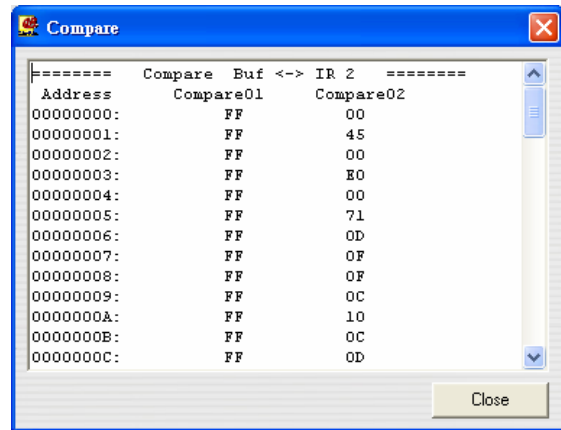 Compare
======== Compare Buf <-> IR 2 ========
Address Compare01 Compare02
00000000: FF 00
00000001: FF 45
00000002: FF 00
00000003: FF E0
00000004: FF 00
00000005: FF 71
00000006: FF 0D
00000007: FF 0F
00000008: FF 0F
00000009: FF 0C
0000000A: FF 10
0000000B: FF 0C
0000000C: FF 0D
Close